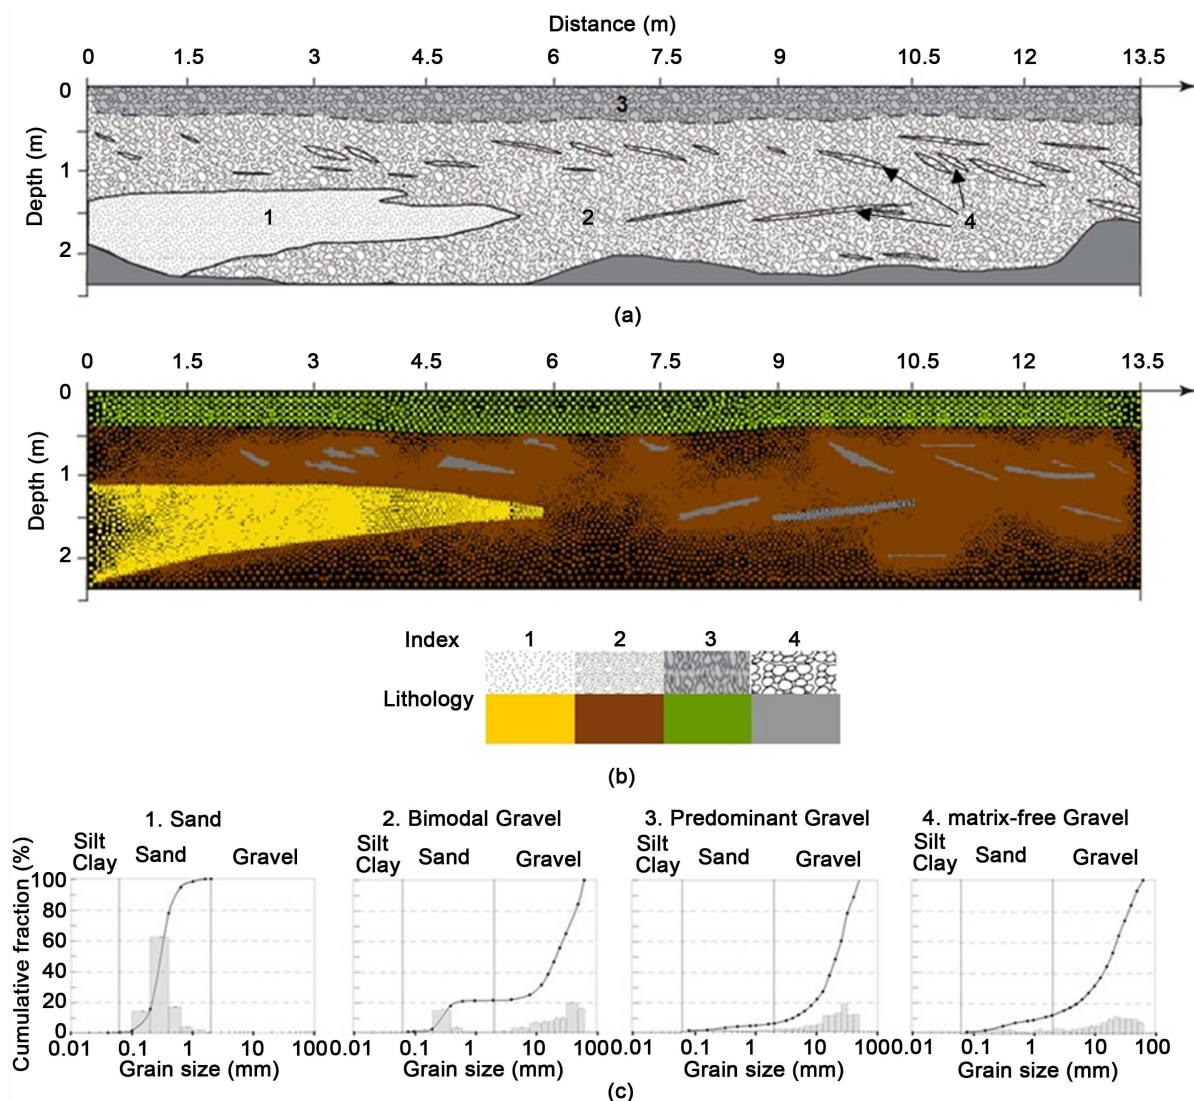 Distance (m)
0 1.5 3 4.5 6 7.5 9 10.5 12 13.5
Depth (m)
0
1
2
3
1
2
4
(a)
0 1.5 3 4.5 6 7.5 9 10.5 12 13.5
Depth (m)
0
1
2
Index 1 2 3 4
Lithology
(b)
1. Sand 2. Bimodal Gravel 3. Predominant Gravel 4. matrix-free Gravel
Silt Clay Sand Gravel Silt Clay Sand Gravel Silt Clay Sand Gravel Silt Clay Sand Gravel
Cumulative fraction (%)
100
80
60
40
20
0
0.01 0.1 1 10 100 0.01 0.1 1 10 100 0.01 0.1 1 10 100 0.01 0.1 1 10 100
Grain size (mm) Grain size (mm) Grain size (mm) Grain size (mm)
(c)